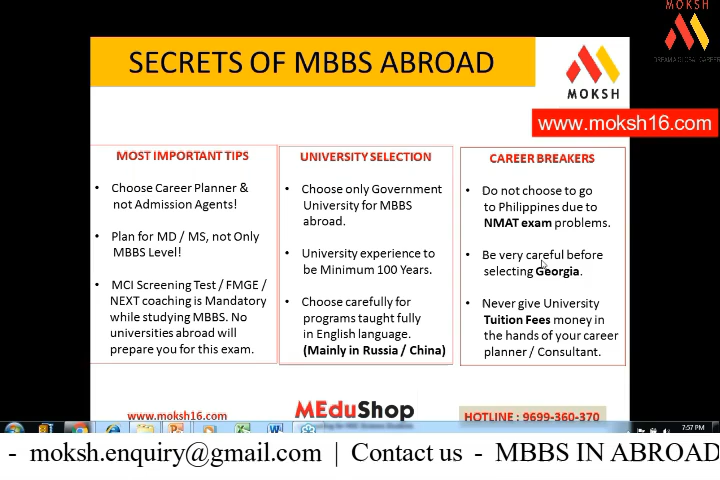 MOKSH
DREAM A GLOBAL CAREER
SECRETS OF MBBS ABROAD
MOKSH
www.moksh16.com
MOST IMPORTANT TIPS
• Choose Career Planner &
not Admission Agents!
• Plan for MD / MS, not Only
MBBS Level!
• MCI Screening Test / FMGE /
NEXT coaching is Mandatory
while studying MBBS. No
universities abroad will
prepare you for this exam.
UNIVERSITY SELECTION
• Choose only Government
University for MBBS
abroad.
• University experience to
be Minimum 100 Years.
• Choose carefully for
programs taught fully
in English language.
(Mainly in Russia / China)
CAREER BREAKERS
• Do not choose to go
to Philippines due to
NMAT exam problems.
• Be very careful before
selecting Georgia.
• Never give University
Tuition Fees money in
the hands of your career
planner / Consultant.
www.moksh16.com
MEduShop
HOTLINE : 9699-360-370
7:57 PM
- moksh.enquiry@gmail.com | Contact us - MBBS IN ABROAD